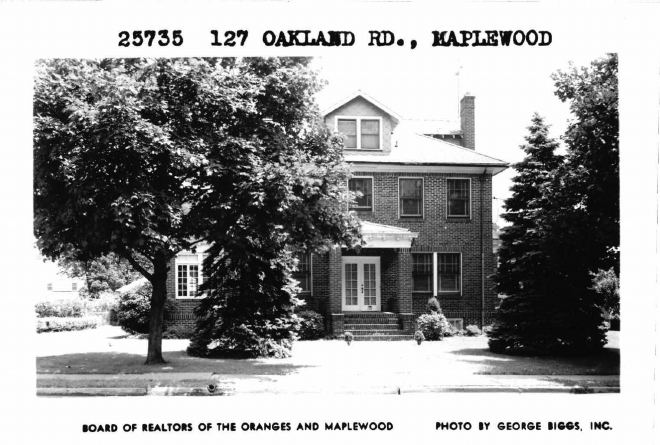 25735 127 OAKLAND RD., MAPLEWOOD
BOARD OF REALTORS OF THE ORANGES AND MAPLEWOOD PHOTO BY GEORGE BIGGS, INC.